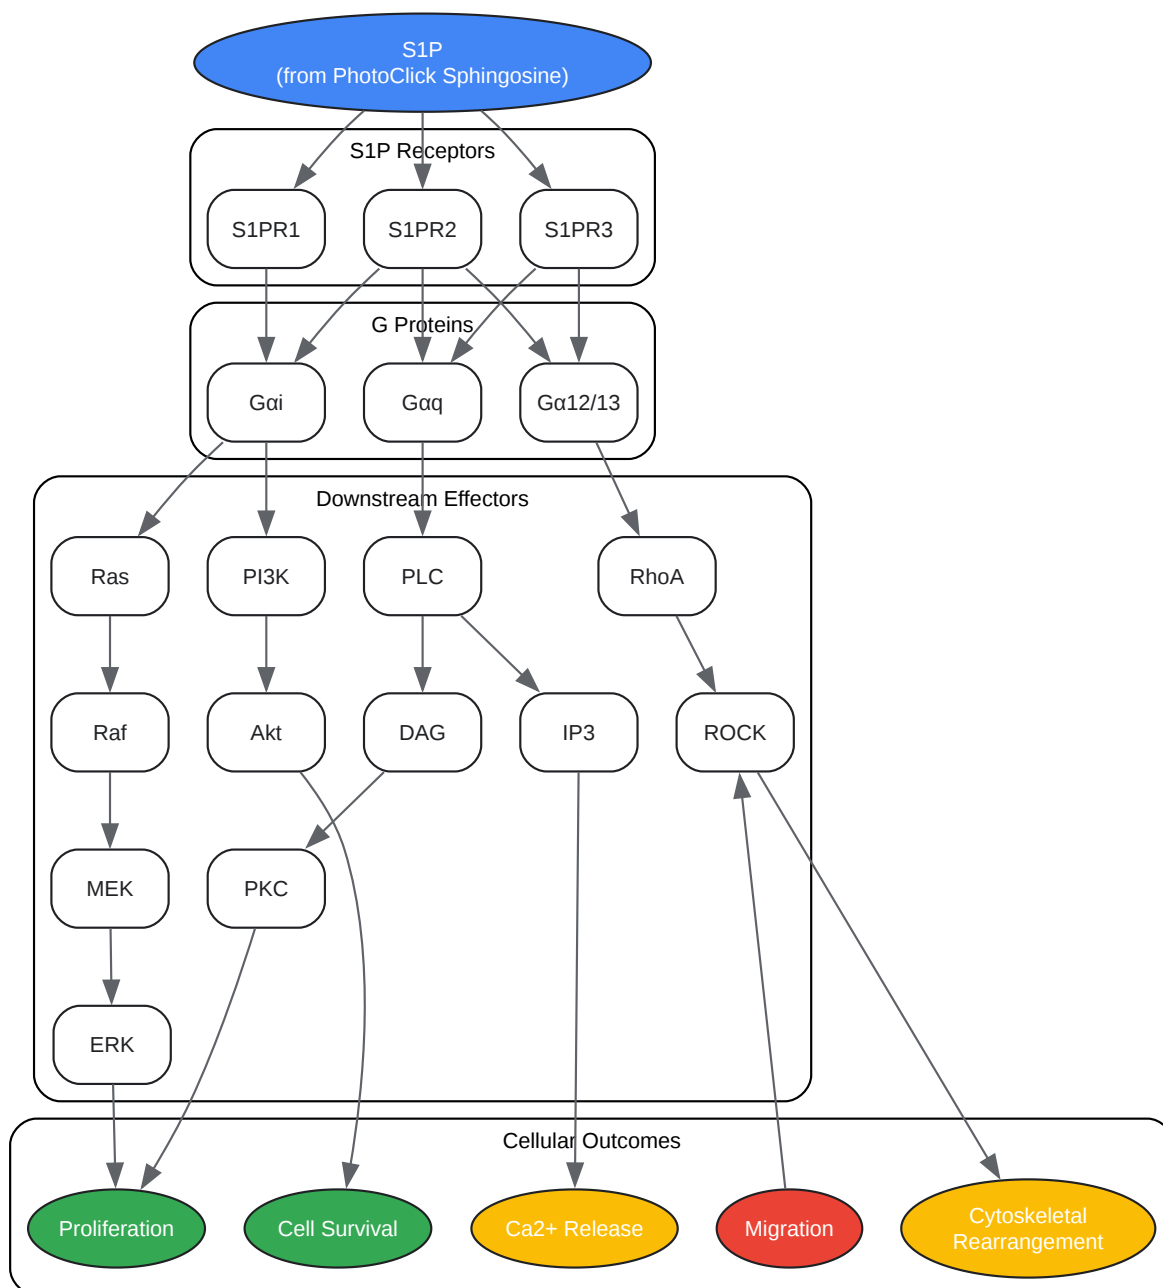 S1P
(from PhotoClick Sphingosine)
S1P Receptors
S1PR1
S1PR2
S1PR3
G Proteins
Gαi
Gαq
Gα12/13
Downstream Effectors
Ras
PI3K
PLC
RhoA
Raf
Akt
DAG
IP3
ROCK
MEK
PKC
ERK
Cellular Outcomes
Proliferation
Cell Survival
Ca2+ Release
Migration
Cytoskeletal
Rearrangement